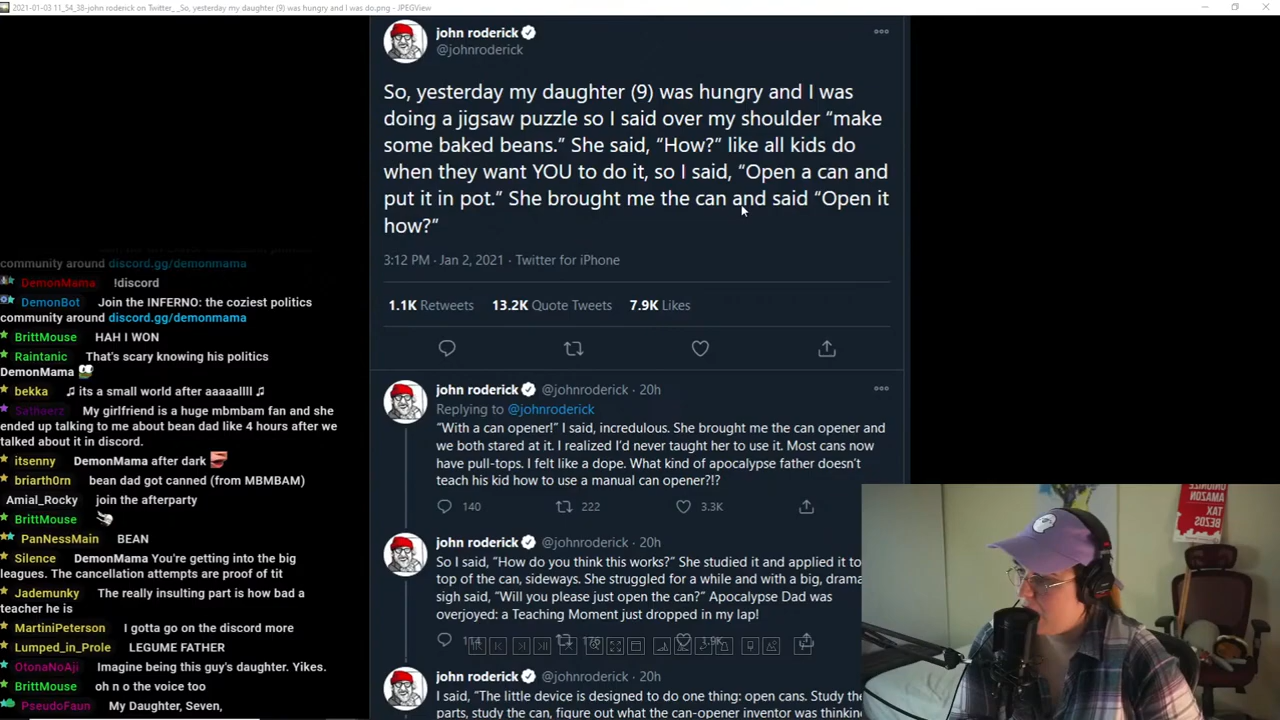 2021-01-03 11_54_38-john roderick on Twitter_ _So, yesterday my daughter (9) was hungry and I was do.png - JPEGView
john roderick
@johnroderick
So, yesterday my daughter (9) was hungry and I was
doing a jigsaw puzzle so I said over my shoulder “make
some baked beans.” She said, “How?” like all kids do
when they want YOU to do it, so I said, “Open a can and
put it in pot.” She brought me the can and said “Open it
how?”
3:12 PM · Jan 2, 2021 · Twitter for iPhone
1.1K Retweets 13.2K Quote Tweets 7.9K Likes
john roderick @johnroderick · 20h
Replying to @johnroderick
“With a can opener!” I said, incredulous. She brought me the can opener and
we both stared at it. I realized I’d never taught her to use it. Most cans now
have pull-tops. I felt like a dope. What kind of apocalypse father doesn’t
teach his kid how to use a manual can opener?!?
140 222 3.3K
john roderick @johnroderick · 20h
So I said, “How do you think this works?” She studied it and applied it to
top of the can, sideways. She struggled for a while and with a big, drama
sigh said, “Will you please just open the can?” Apocalypse Dad was
overjoyed: a Teaching Moment just dropped in my lap!
114 176 1.9K
john roderick @johnroderick · 20h
I said, “The little device is designed to do one thing: open cans. Study the
parts, study the can, figure out what the can-opener inventor was thinkin
community around discord.gg/demonmama
DemonMama !discord
DemonBot Join the INFERNO: the coziest politics
community around discord.gg/demonmama
BrittMouse HAH I WON
Raintanic That's scary knowing his politics
DemonMama
bekka ♫ its a small world after aaaaallll ♫
Sathoerz My girlfriend is a huge mbmbam fan and she
ended up talking to me about bean dad like 4 hours after we
talked about it in discord.
itsenny DemonMama after dark
briarth0rn bean dad got canned (from MBMBAM)
Amial_Rocky join the afterparty
BrittMouse
PanNessMain BEAN
Silence DemonMama You're getting into the big
leagues. The cancellation attempts are proof of tit
Jademunky The really insulting part is how bad a
teacher he is
MartiniPeterson I gotta go on the discord more
Lumped_in_Prole LEGUME FATHER
OtonaNoAji Imagine being this guy's daughter. Yikes.
BrittMouse oh n o the voice too
PseudoFaun My Daughter, Seven,
UNIONIZE
AMAZON
TAX
BEZOS